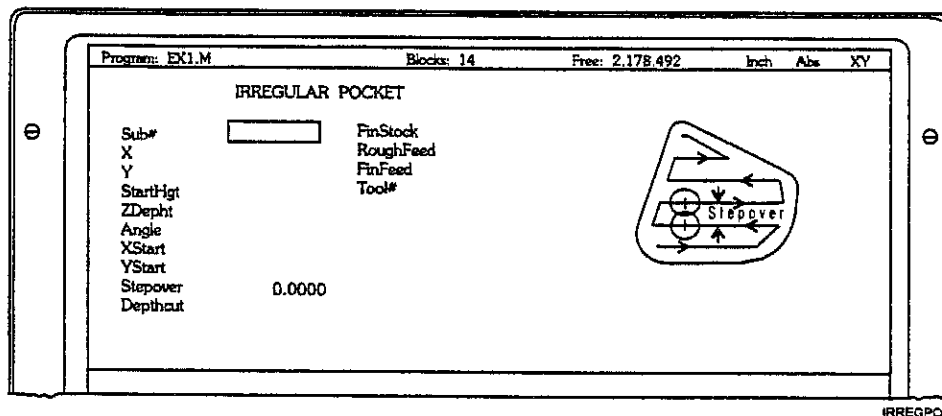 Program: EX1.M Blocks: 14 Free: 2,178,492 Inch Abs XY
IRREGULAR POCKET
Sub# FinStock
X RoughFeed
Y FinFeed
StartHgt Tool#
ZDepht
Angle
XStart
YStart
Stepover 0.0000
Depthcut
Stepover